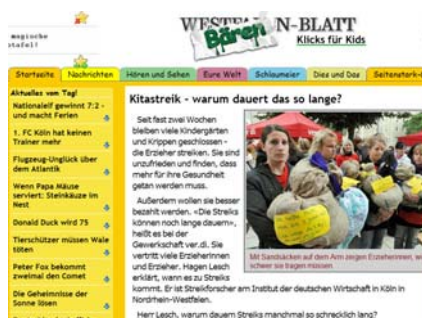 magische
WESTFALEN-BLATT
Bären
Klicks für Kids
Startseite
Nachrichten
Hören und Sehen
Eure Welt
Schlaumeier
Dies und Das
Aktuelles vom Tag!
Nationalelf gewinnt 7:2 -
und macht Ferien
1. FC Köln hat keinen
Trainer mehr
Flugzeug-Unglück über
dem Atlantik
Wenn Papa Mäuse
serviert: Steinkäuze im
Nest
Donald Duck wird 75
Tierschützer müssen Wale
töten
Peter Fox bekommt
zweimal den Comet
Die Geheimnisse der
Sonne lösen
Kitastreik - warum dauert das so lange?
Seit fast zwei Wochen
bleiben viele Kindergärten
und Krippen geschlossen -
die Erzieher streiken. Sie sind
unzufrieden und finden, dass
mehr für ihre Gesundheit
getan werden muss.
Außerdem wollen sie besser
bezahlt werden. «Die Streiks
können noch lange dauern»,
heißt es bei der
Gewerkschaft ver.di. Sie
vertritt viele Erzieherinnen
und Erzieher. Hagen Lesch
erklärt, wann es zu Streiks
kommt. Er ist Streikforscher am Institut der deutschen Wirtschaft in Köln in
Nordrhein-Westfalen.
Herr Lesch, warum dauern Streiks manchmal so schrecklich lang?
Mit Sandsäcken auf dem Arm zeigen Erzieherinnen, wie
schwer sie tragen müssen